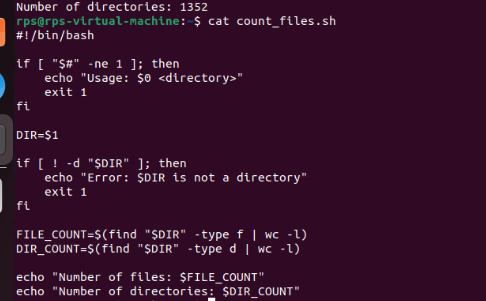 Number of directories: 1352
rps@rps-virtual-machine:~$ cat count_files.sh
#!/bin/bash
if [ "$#" -ne 1 ]; then
    echo "Usage: $0 <directory>"
    exit 1
fi
DIR=$1
if [ ! -d "$DIR" ]; then
    echo "Error: $DIR is not a directory"
    exit 1
fi
FILE_COUNT=$(find "$DIR" -type f | wc -l)
DIR_COUNT=$(find "$DIR" -type d | wc -l)
echo "Number of files: $FILE_COUNT"
echo "Number of directories: $DIR_COUNT"